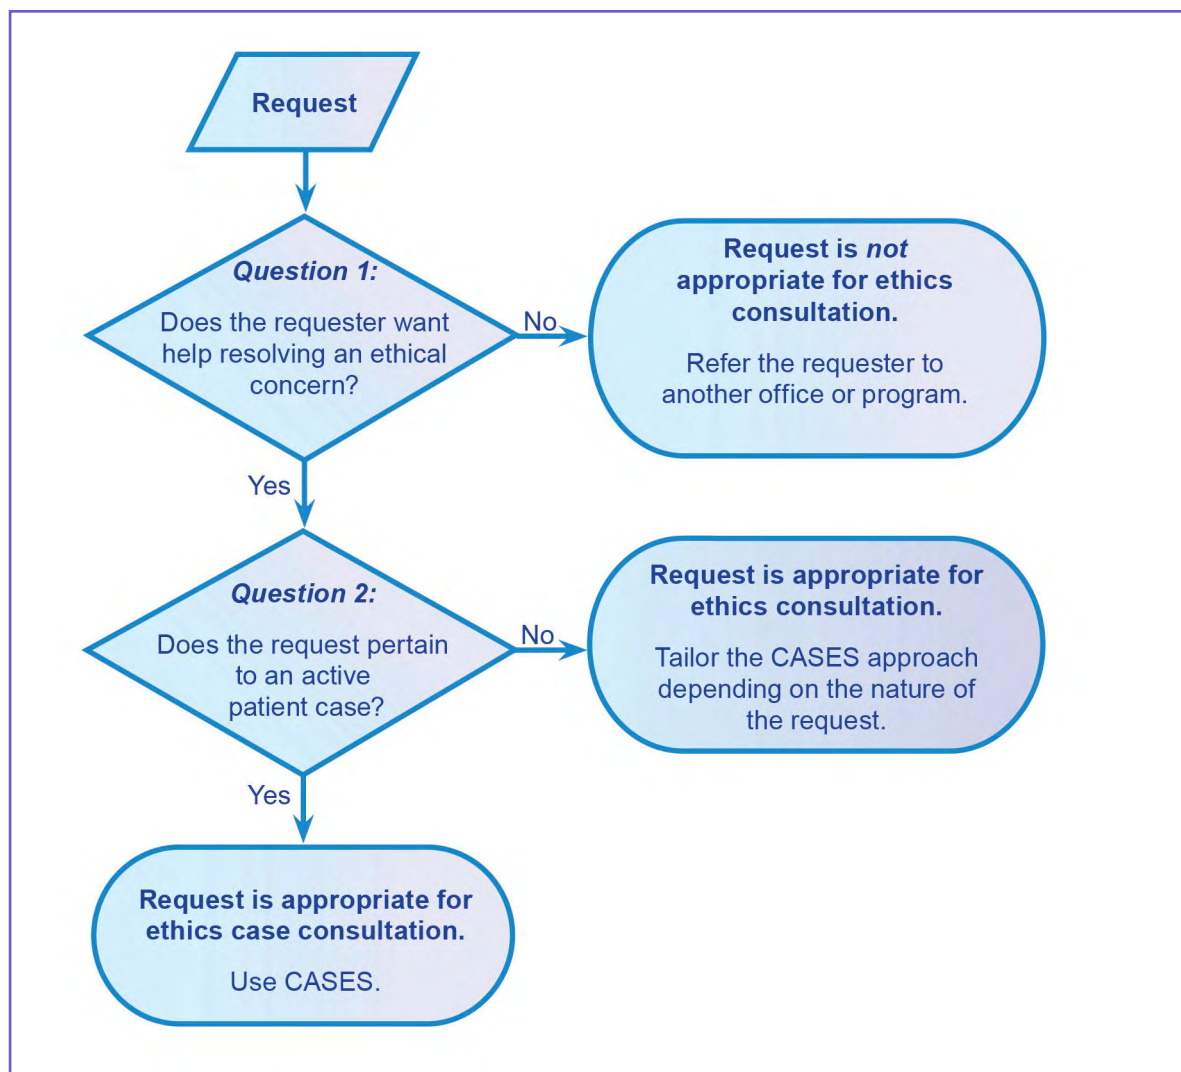 Request
Question 1:
Does the requester want
help resolving an ethical
concern?
No
Request is not
appropriate for ethics
consultation.
Refer the requester to
another office or program.
Yes
Question 2:
Does the request pertain
to an active
patient case?
No
Request is appropriate for
ethics consultation.
Tailor the CASES approach
depending on the nature of
the request.
Yes
Request is appropriate for
ethics case consultation.
Use CASES.